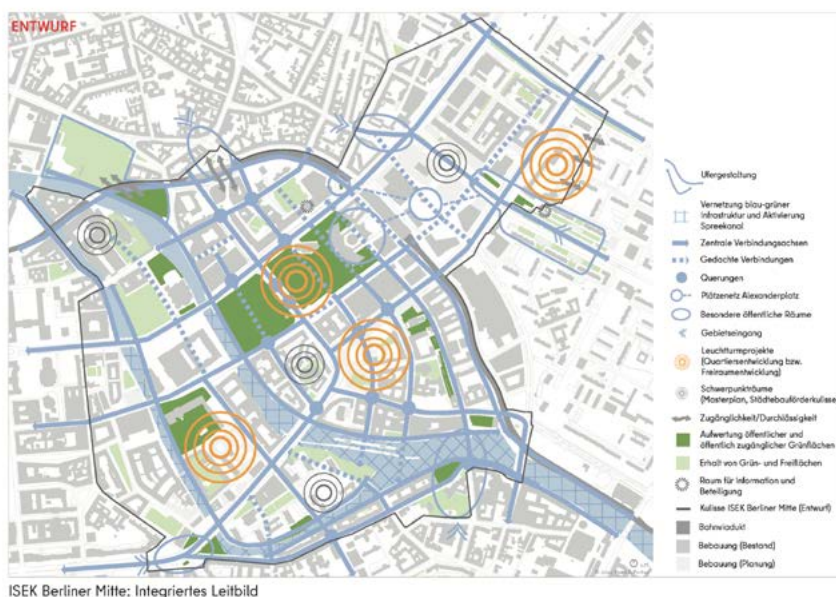 ENTWURF
Ufergestaltung
Vernetzung blau-grüner
Infrastruktur und Aktivierung
Spreekanal
Zentrale Verbindungsachsen
Gedachte Verbindungen
Querungen
Plätzenetz Alexanderplatz
Besondere öffentliche Räume
Gebietseingang
Leuchtturmprojekte
(Quartiersentwicklung bzw.
Freiraumentwicklung)
Schwerpunkträume
(Masterplan, Städtebauförderkulisse
Zugänglichkeit/Durchlässigkeit
Aufwertung öffentlicher und
öffentlich zugänglicher Grünflächen
Erhalt von Grün- und Freiflächen
Raum für Information und
Beteiligung
Kulisse ISEK Berliner Mitte (Entwurf)
Bahnviadukt
Bebauung (Bestand)
Bebauung (Planung)
ISEK Berliner Mitte: Integriertes Leitbild